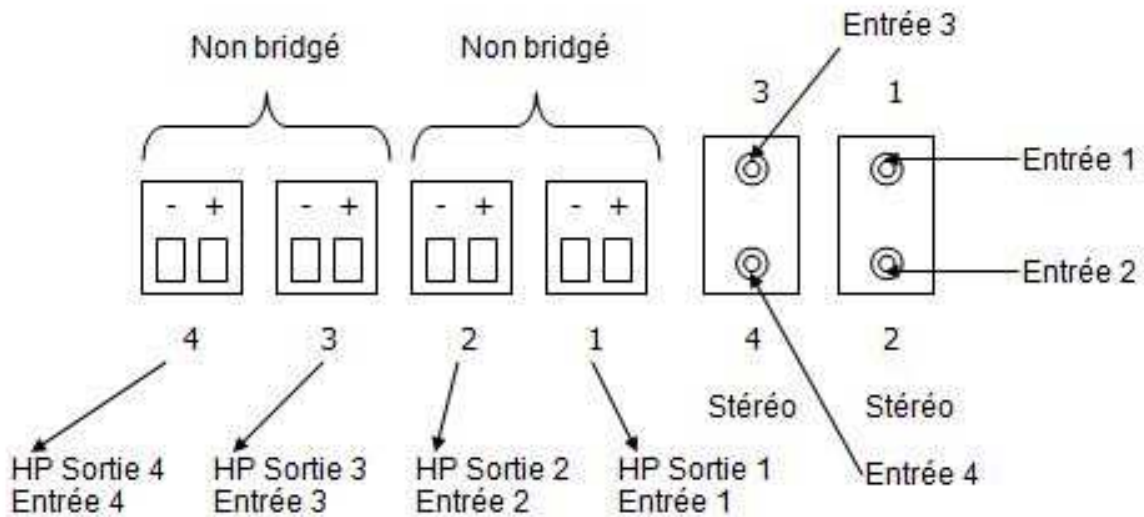 Entrée 3
Non bridgé Non bridgé
3 1
Entrée 1
- + - + - + - +
Entrée 2
4 3 2 1 4 2
Stéréo Stéréo
HP Sortie 4 HP Sortie 3 HP Sortie 2 HP Sortie 1
Entrée 4 Entrée 3 Entrée 2 Entrée 1
Entrée 4